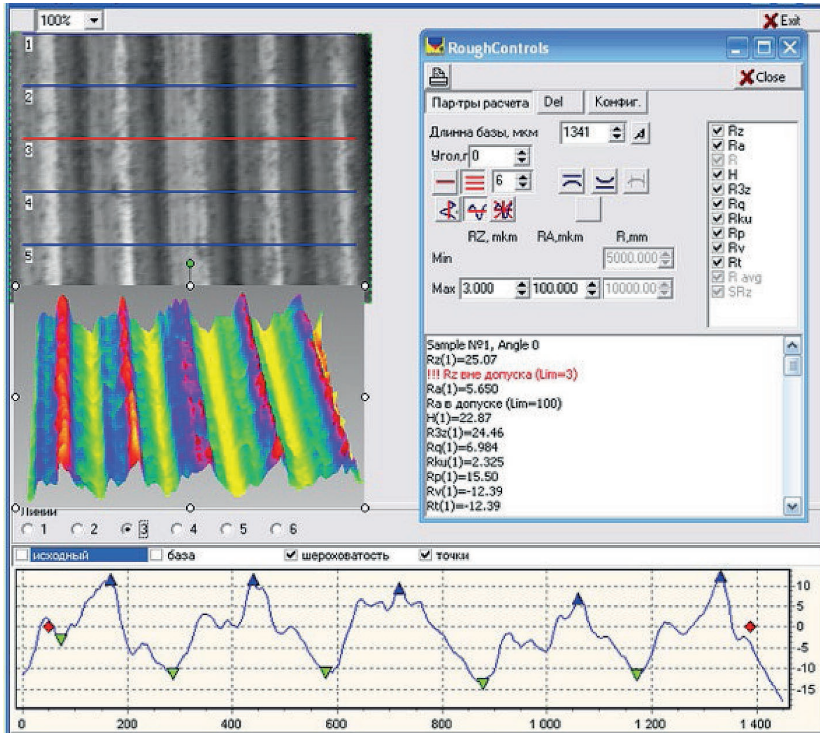 100%
Exit
1
2
3
4
5
RoughControls
Close
Пар-тры расчета
Del
Конфиг.
Длинна базы, мкм
1341
A
Угол,г
0
6
RZ, mkm
RA,mkm
R,mm
Min
5000.000
Max
3.000
100.000
10000.00
Rz
Ra
R
H
R3z
Rq
Rku
Rp
Rv
Rt
R avg
SRz
Sample №1, Angle 0
Rz(1)=25.07
!!! Rz вне допуска (Lim=3)
Ra(1)=5.650
Ra в допуске (Lim=100)
H(1)=22.87
R3z(1)=24.46
Rq(1)=6.984
Rku(1)=2.325
Rp(1)=15.50
Rv(1)=-12.39
Rt(1)=-12.39
Линии
1 2 3 4 5 6
исходный
база
шероховатость
точки
10
5
0
-5
-10
-15
0 200 400 600 800 1 000 1 200 1 400